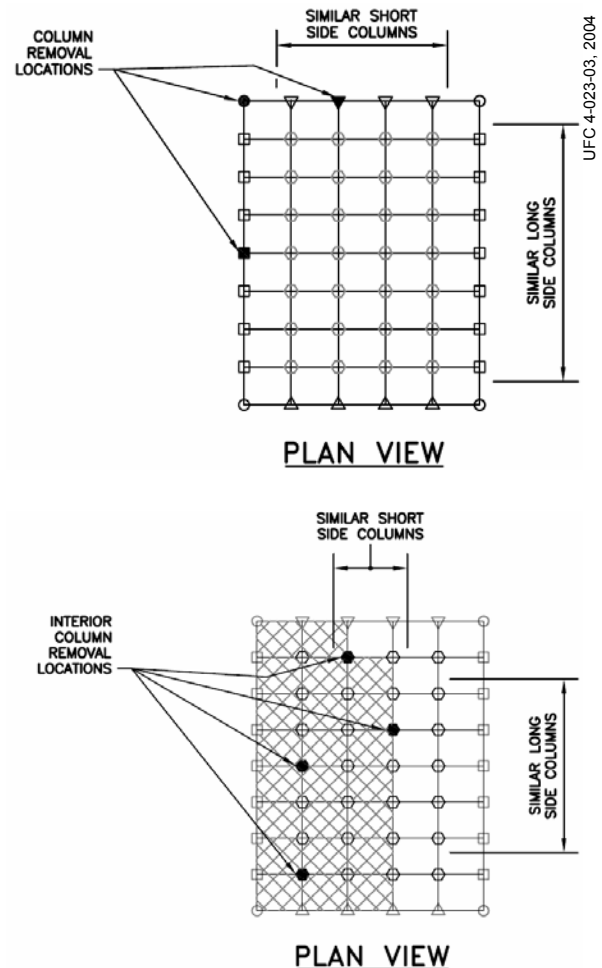 SIMILAR SHORT
SIDE COLUMNS
COLUMN
REMOVAL
LOCATIONS
UFC 4-023-03, 2004
SIMILAR LONG
SIDE COLUMNS
PLAN VIEW
SIMILAR SHORT
SIDE COLUMNS
INTERIOR
COLUMN
REMOVAL
LOCATIONS
SIMILAR LONG
SIDE COLUMNS
PLAN VIEW